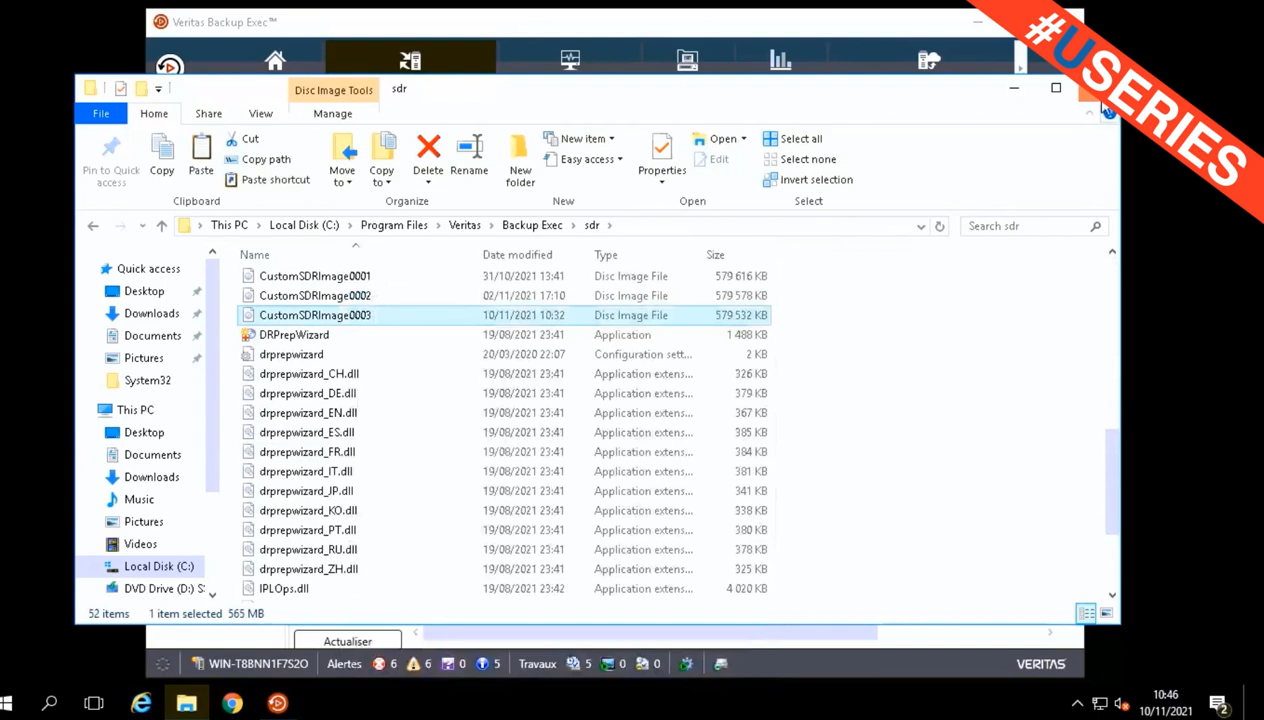 Veritas Backup Exec™
#USERIES
Disc Image Tools
sdr
File
Home
Share
View
Manage
Pin to Quick access
Copy
Paste
Cut
Copy path
Paste shortcut
Move to
Copy to
Delete
Rename
New folder
New item
Easy access
Properties
Open
Edit
Select all
Select none
Invert selection
Clipboard
Organize
New
Open
Select
This PC
Local Disk (C:)
Program Files
Veritas
Backup Exec
sdr
Search sdr
Quick access
Desktop
Downloads
Documents
Pictures
System32
This PC
Desktop
Documents
Downloads
Music
Pictures
Videos
Local Disk (C:)
DVD Drive (D:) S:
Name Date modified Type Size
CustomSDRImage0001 31/10/2021 13:41 Disc Image File 579 616 KB
CustomSDRImage0002 02/11/2021 17:10 Disc Image File 579 578 KB
CustomSDRImage0003 10/11/2021 10:32 Disc Image File 579 532 KB
DRPrepWizard 19/08/2021 23:41 Application 1 488 KB
drprepwizard 20/03/2020 22:07 Configuration sett... 2 KB
drprepwizard_CH.dll 19/08/2021 23:41 Application extens... 326 KB
drprepwizard_DE.dll 19/08/2021 23:41 Application extens... 379 KB
drprepwizard_EN.dll 19/08/2021 23:41 Application extens... 367 KB
drprepwizard_ES.dll 19/08/2021 23:41 Application extens... 385 KB
drprepwizard_FR.dll 19/08/2021 23:41 Application extens... 384 KB
drprepwizard_IT.dll 19/08/2021 23:41 Application extens... 381 KB
drprepwizard_JP.dll 19/08/2021 23:41 Application extens... 341 KB
drprepwizard_KO.dll 19/08/2021 23:41 Application extens... 338 KB
drprepwizard_PT.dll 19/08/2021 23:41 Application extens... 380 KB
drprepwizard_RU.dll 19/08/2021 23:41 Application extens... 378 KB
drprepwizard_ZH.dll 19/08/2021 23:41 Application extens... 325 KB
IPLOps.dll 19/08/2021 23:42 Application extens... 4 020 KB
52 items 1 item selected 565 MB
Actualiser
WIN-T8BNN1F7S2O Alertes 6 6 0 5 Travaux 5 0 0 VERITAS
10:46
10/11/2021
2